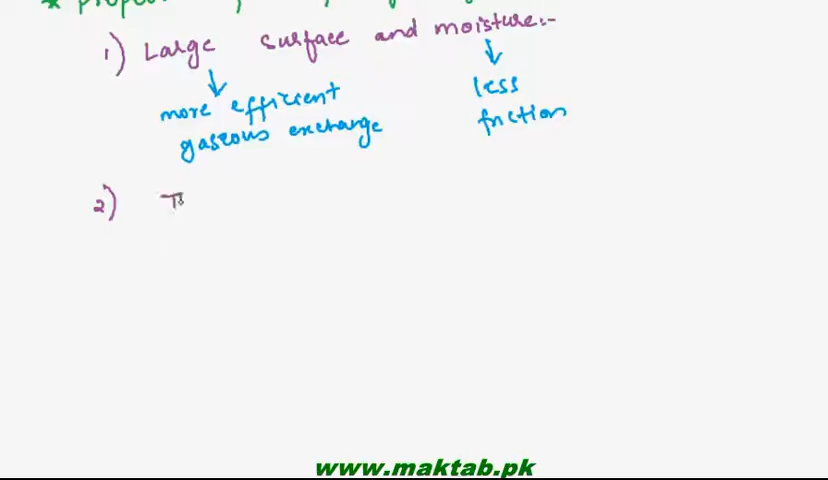 1) Large surface and moisture:-
more efficient
gaseous exchange
less
friction
2) T
www.maktab.pk